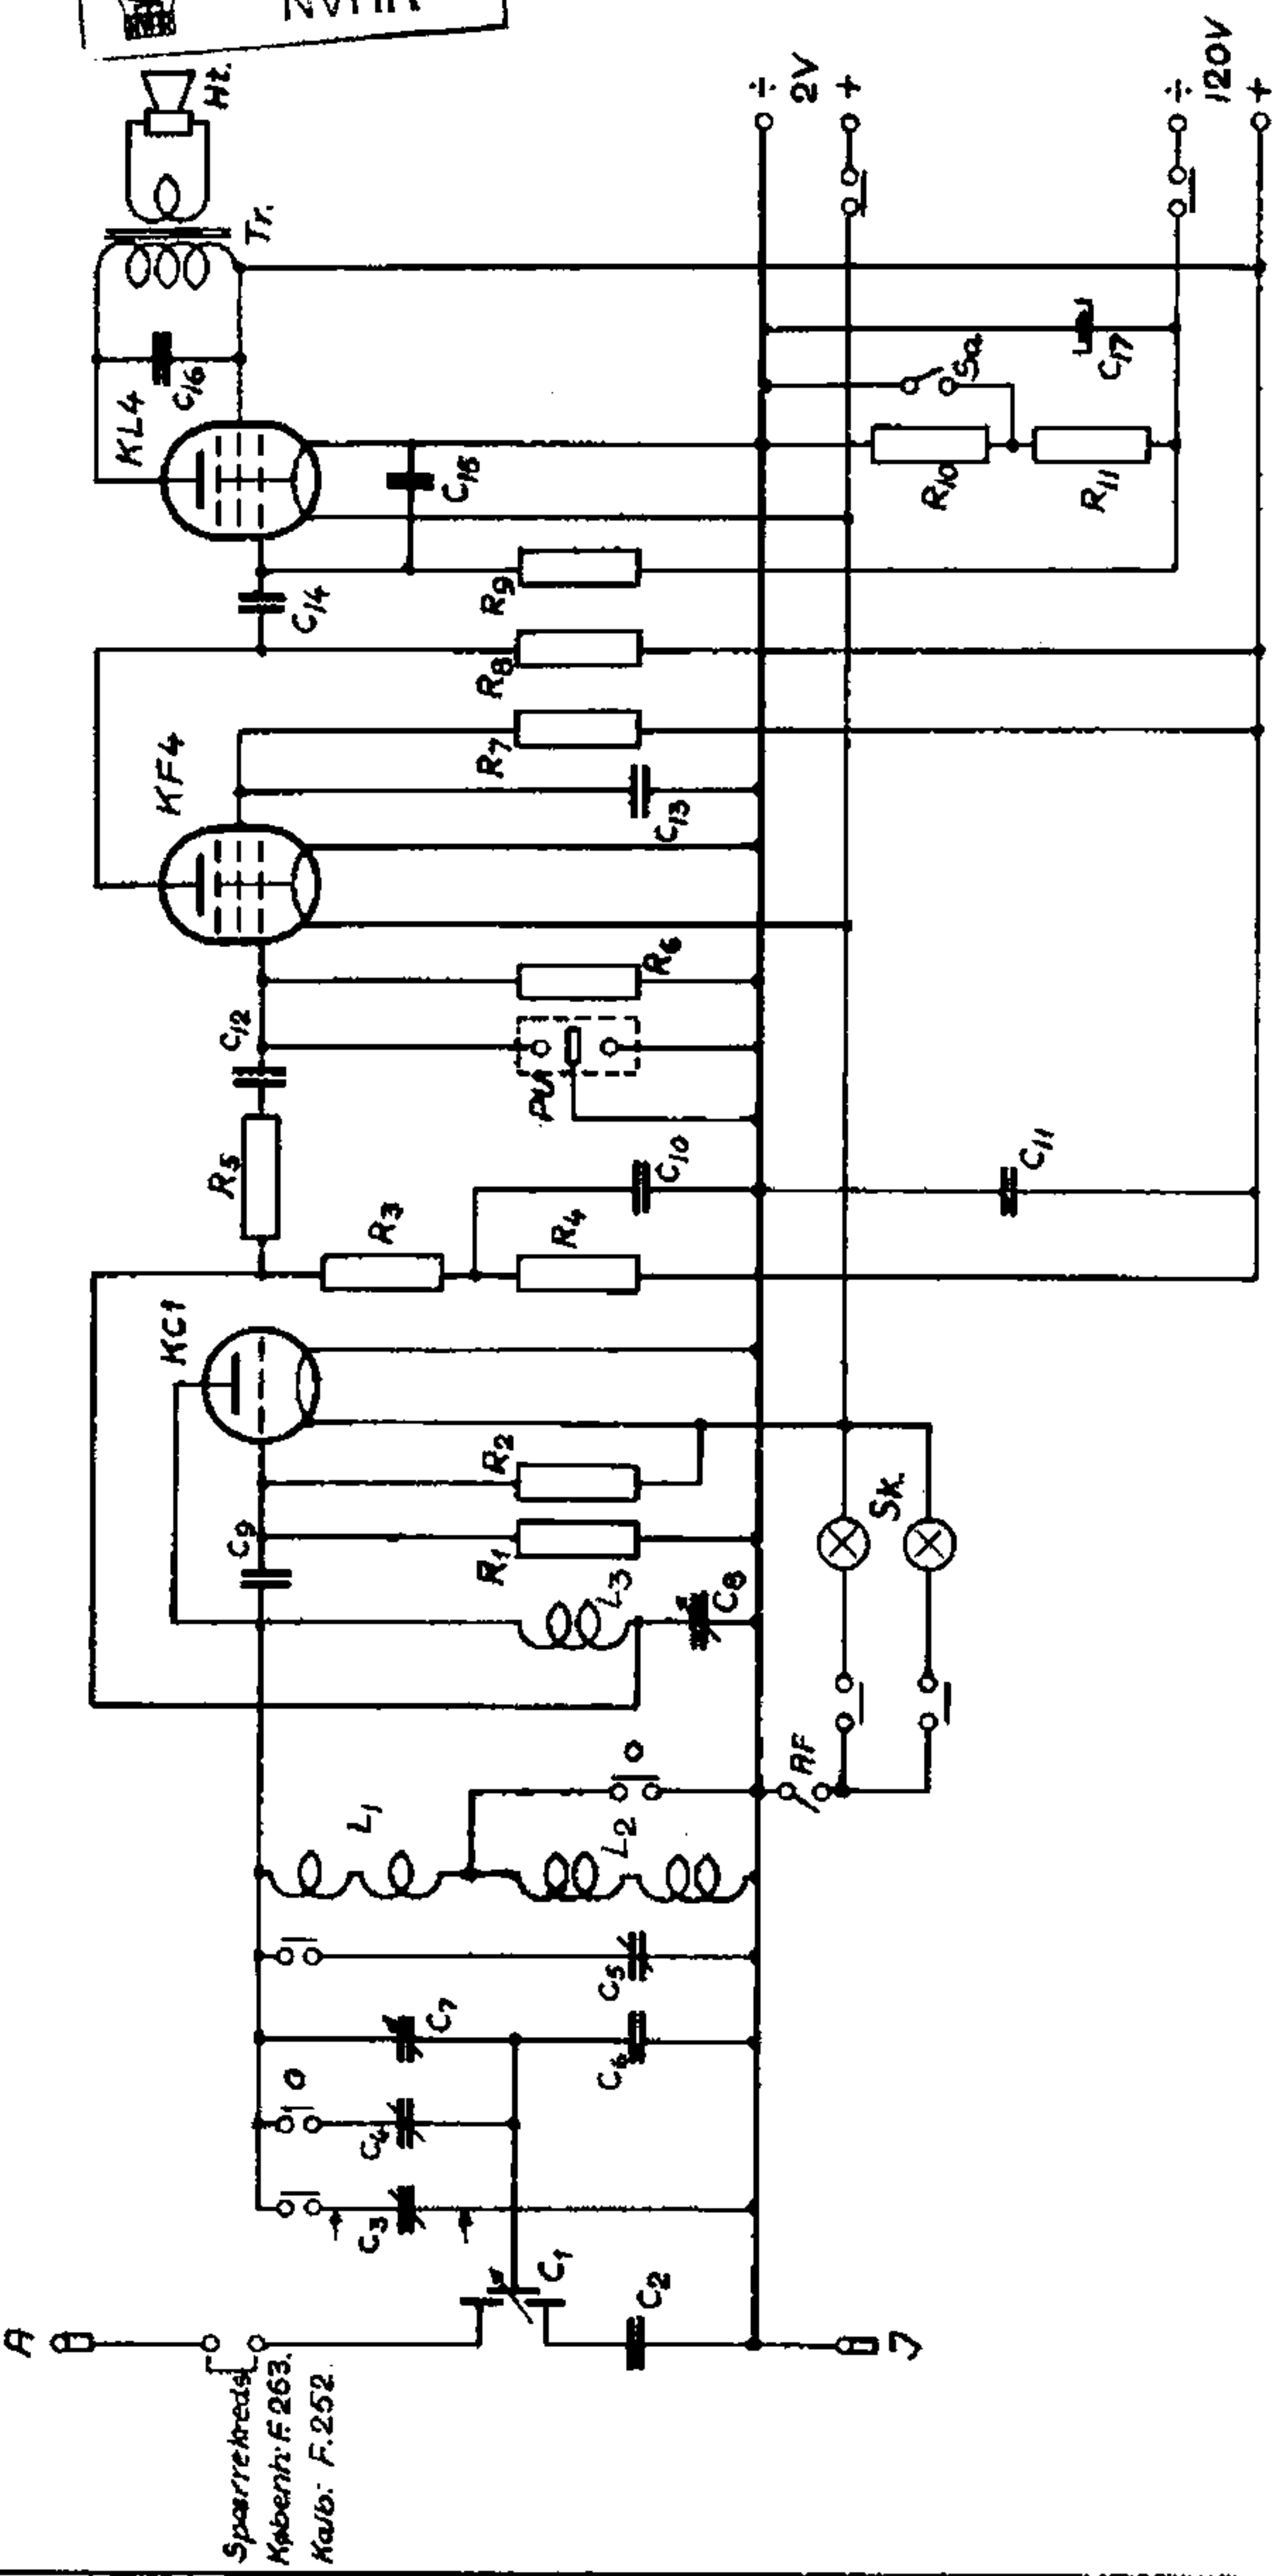 NVHR
A
Spærrekreds
Københ: F. 263.
Kalb: F. 252.
J
C1
C2
C3
C4
O
C7
C6
C5
L1
L2
O
AF
L3
C8
C9
R1
R2
KC1
Sk.
R3
R4
R5
C10
C11
C12
PU
R6
KF4
C13
R7
R8
C14
R9
KL4
C15
C16
Tr.
Ht.
R10
R11
Sa
C17
÷
2V
+
÷
120V
+